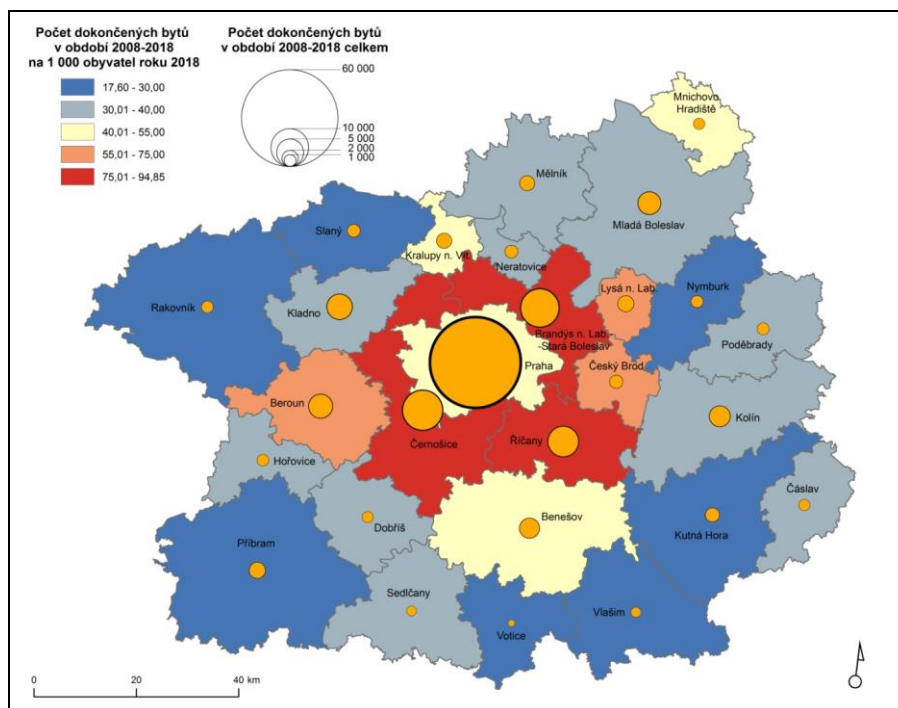 Počet dokončených bytů
v období 2008-2018
na 1 000 obyvatel roku 2018
17,60 - 30,00
30,01 - 40,00
40,01 - 55,00
55,01 - 75,00
75,01 - 94,85
Počet dokončených bytů
v období 2008-2018 celkem
60 000
10 000
5 000
2 000
1 000
Mnichovo
Hradiště
Mělník
Mladá Boleslav
Slaný
Kralupy n. Vlt.
Neratovice
Rakovník
Kladno
Lysá n. Lab.
Nymburk
Brandýs n. Lab.-
-Stará Boleslav
Poděbrady
Praha
Český Brod
Beroun
Kolín
Černošice
Říčany
Hořovice
Čáslav
Dobříš
Benešov
Kutná Hora
Příbram
Sedlčany
Votice
Vlašim
0 20 40 km